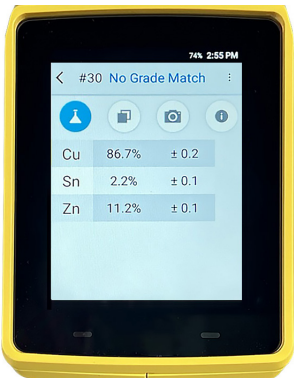 74% 2:55 PM
#30 No Grade Match
Cu 86.7% ± 0.2
Sn 2.2% ± 0.1
Zn 11.2% ± 0.1